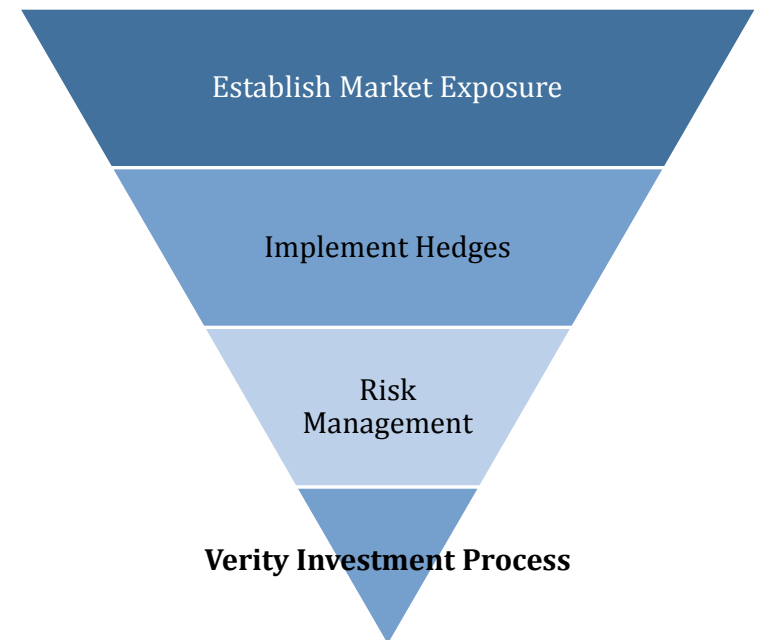 Establish Market Exposure
Implement Hedges
Risk
Management
Verity Investment Process